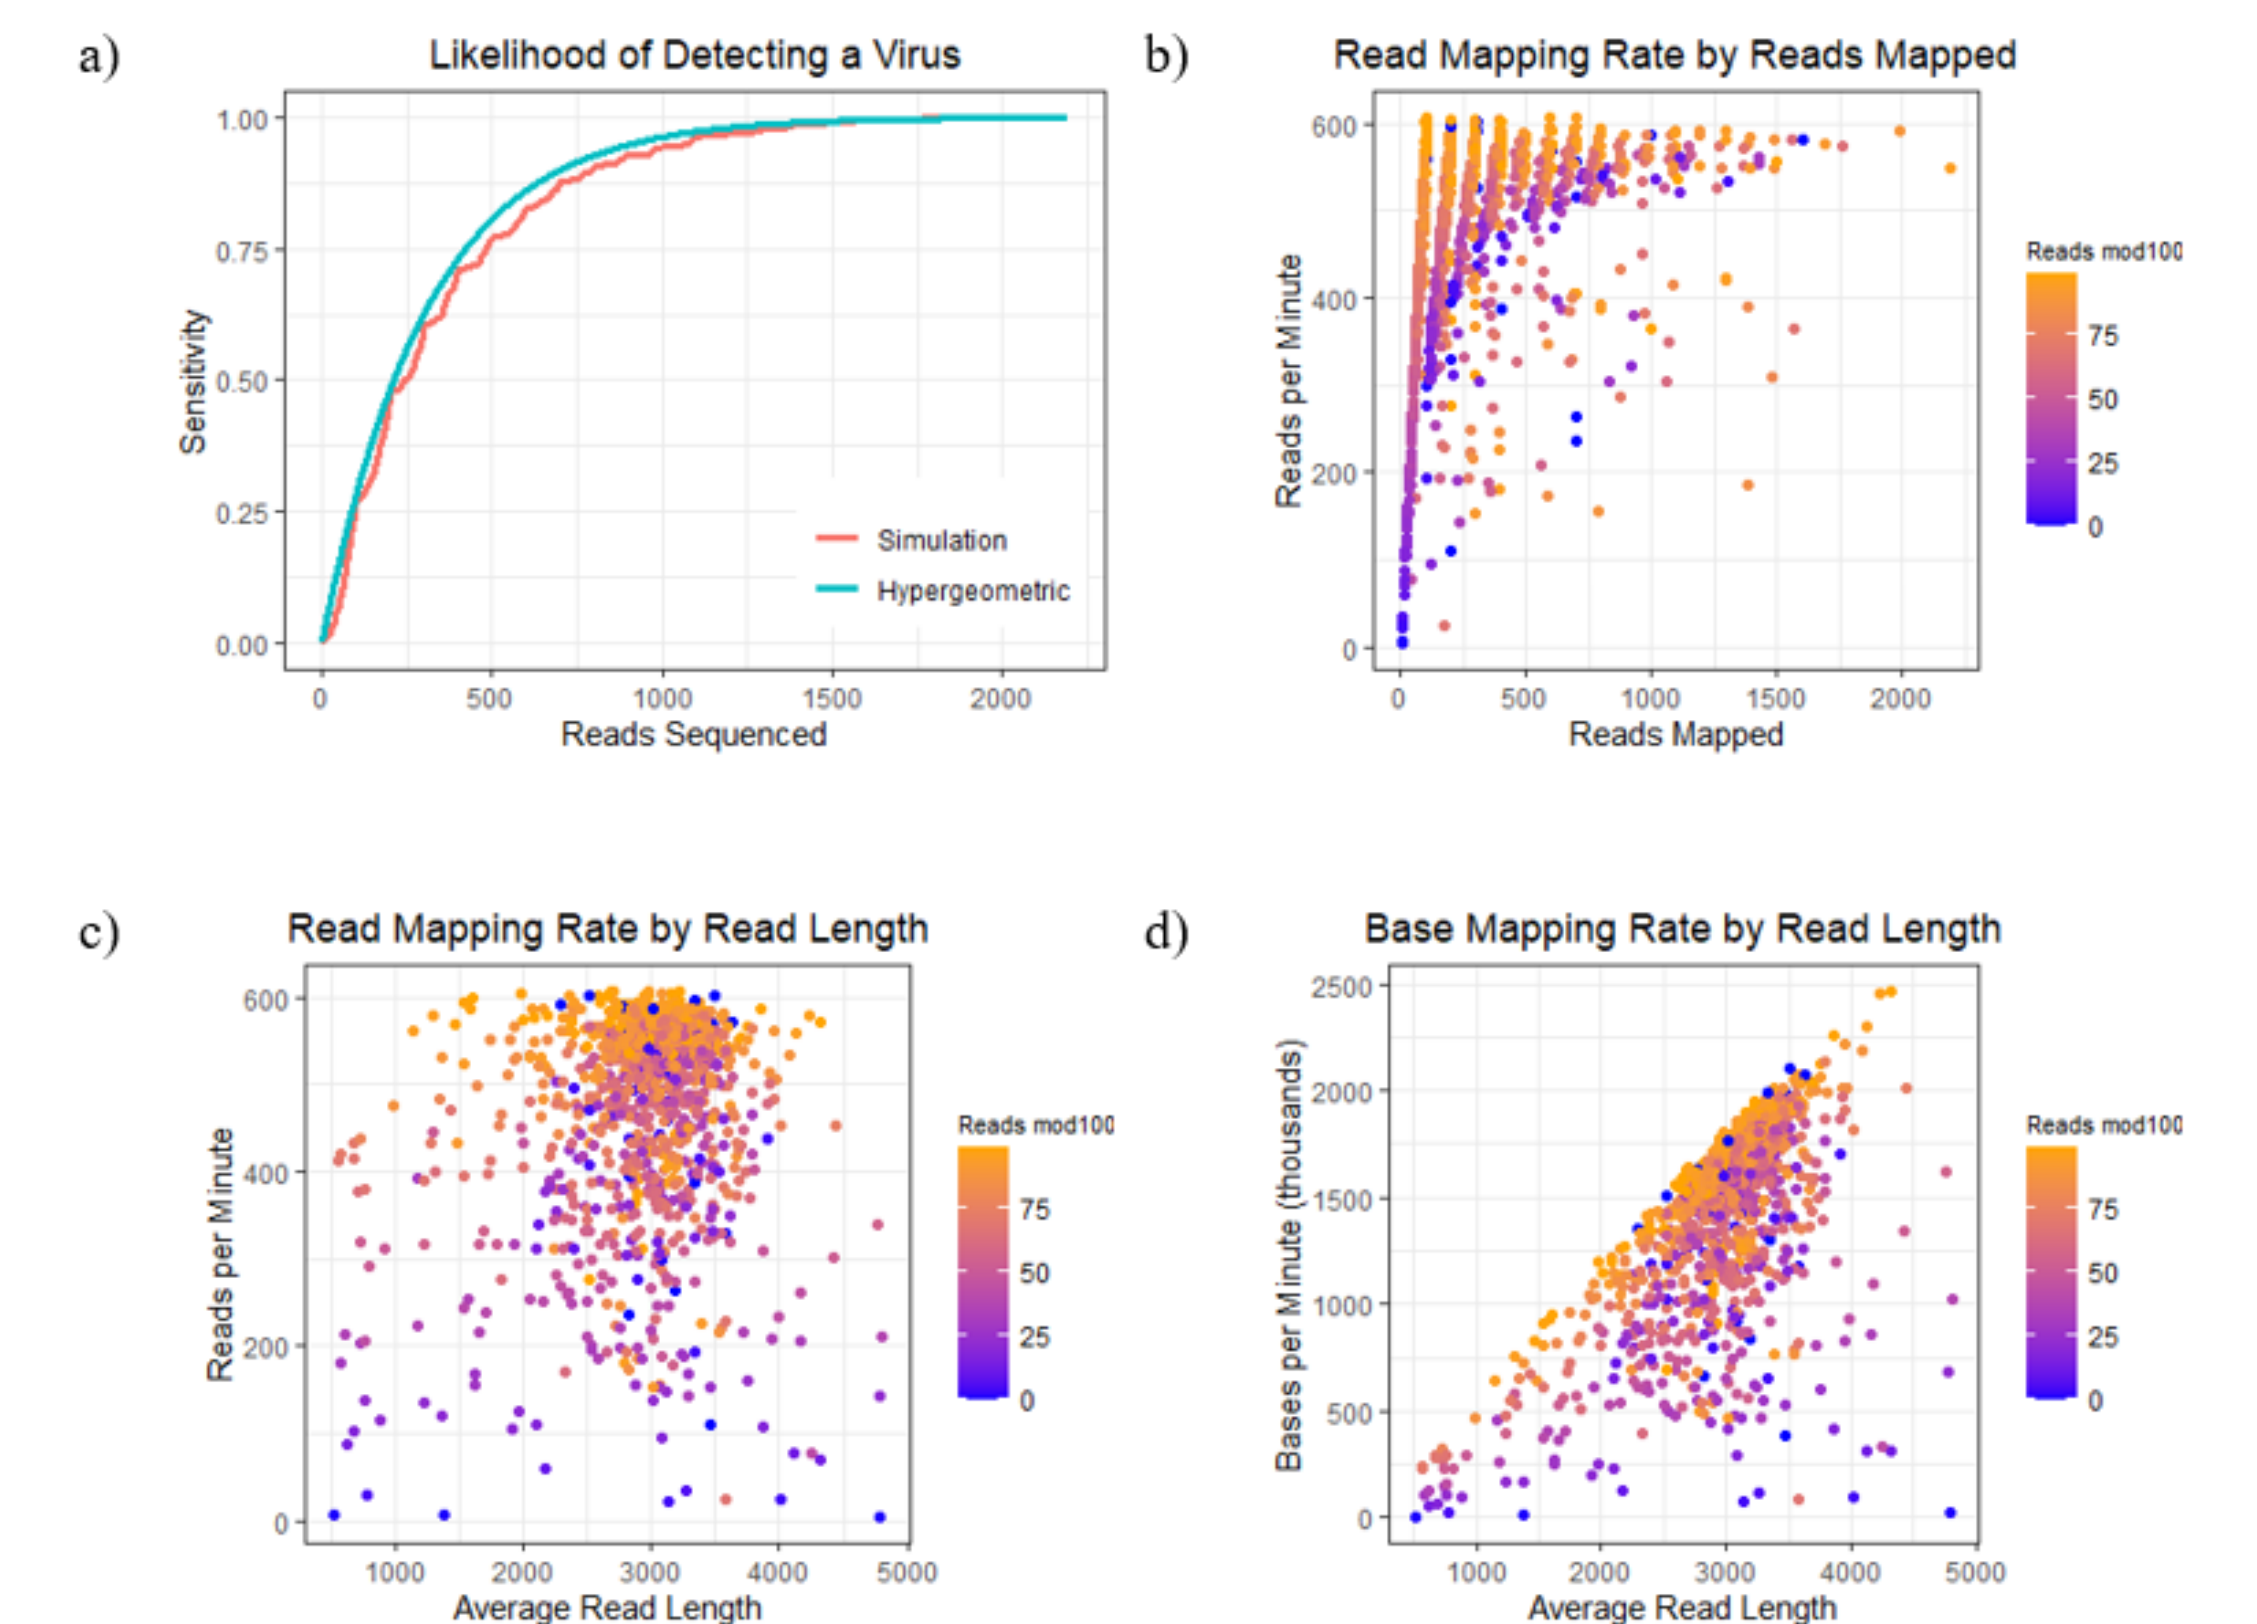 a)
Likelihood of Detecting a Virus
1.00
0.75
0.50
0.25
0.00
Sensitivity
Simulation
Hypergeometric
0 500 1000 1500 2000
Reads Sequenced
b)
Read Mapping Rate by Reads Mapped
600
400
200
0
Reads per Minute
0 500 1000 1500 2000
Reads Mapped
Reads mod100
75
50
25
0
c)
Read Mapping Rate by Read Length
600
400
200
0
Reads per Minute
1000 2000 3000 4000 5000
Average Read Length
Reads mod100
75
50
25
0
d)
Base Mapping Rate by Read Length
2500
2000
1500
1000
500
0
Bases per Minute (thousands)
1000 2000 3000 4000 5000
Average Read Length
Reads mod100
75
50
25
0